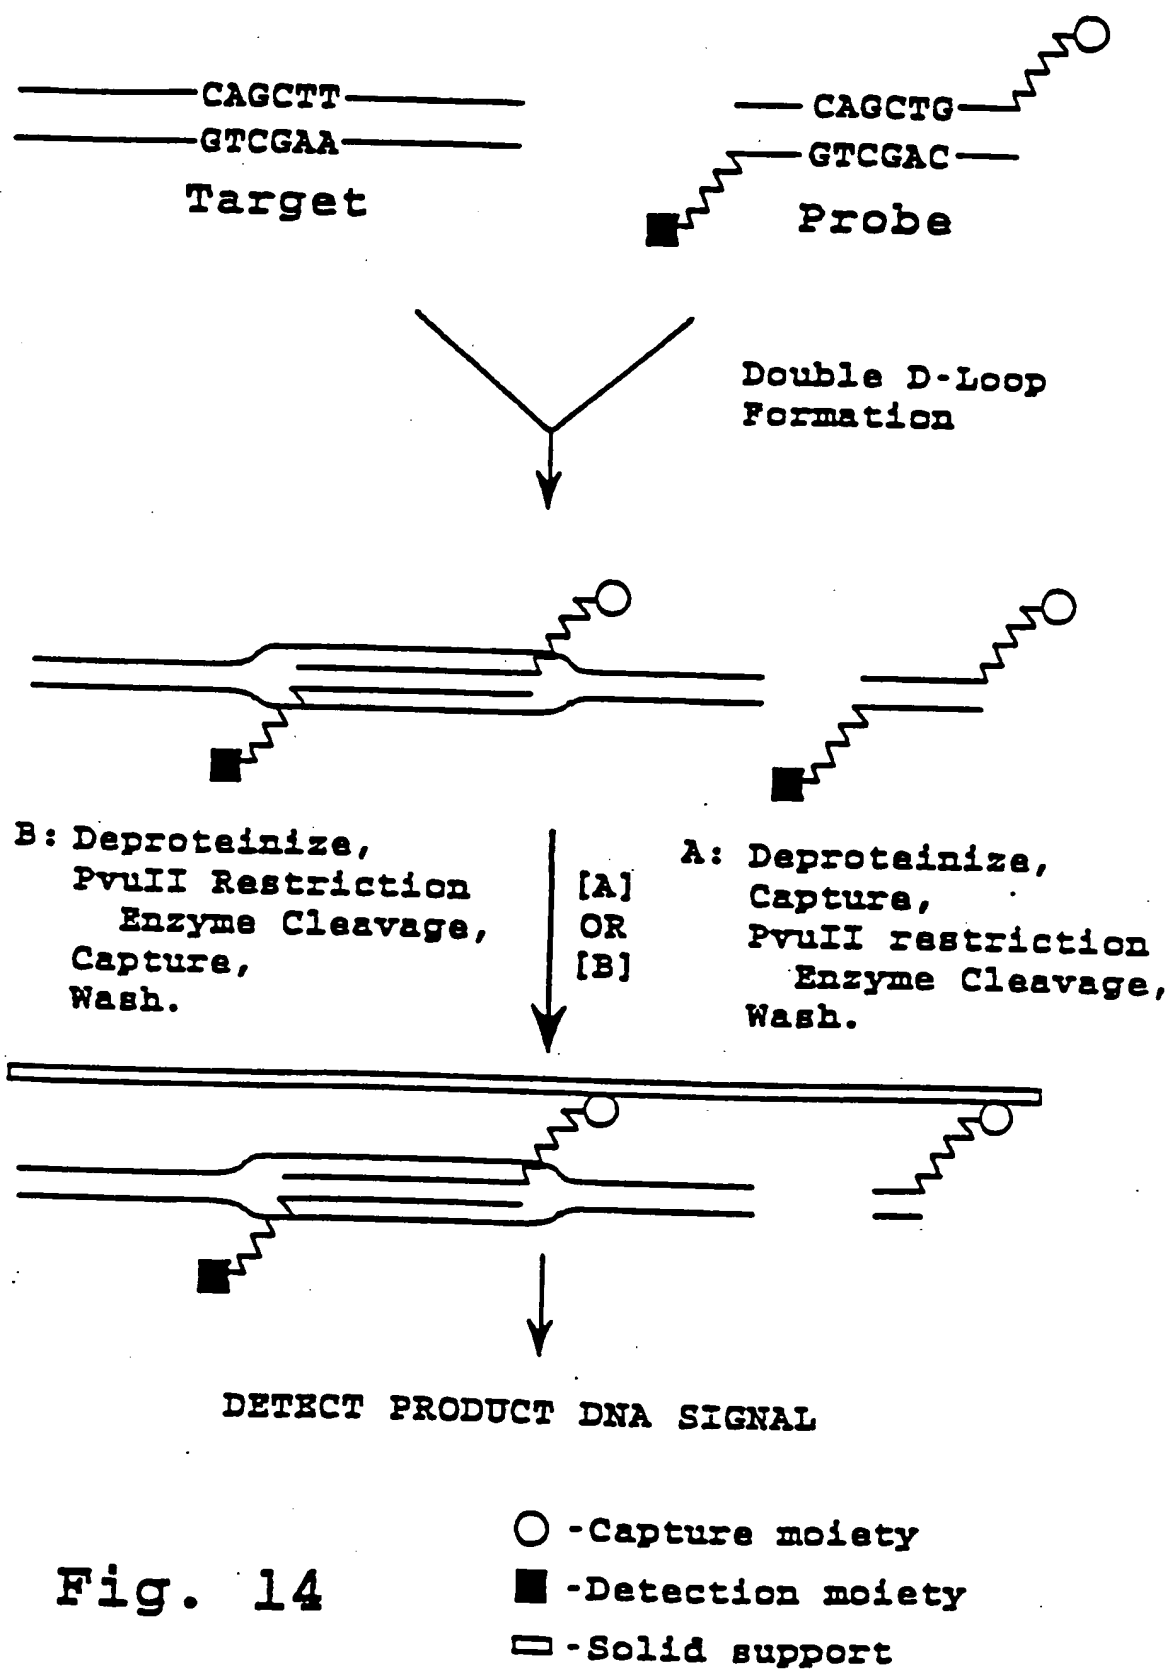 CAGCTT
GTCGAA
Target
CAGCTG
GTCGAC
Probe
Double D-Loop
Formation
B: Deproteinize,
PvuII Restriction
Enzyme Cleavage,
Capture,
Wash.
[A]
OR
[B]
A: Deproteinize,
Capture,
PvuII restriction
Enzyme Cleavage,
Wash.
DETECT PRODUCT DNA SIGNAL
-Capture moiety
-Detection moiety
-Solid support
Fig. 14